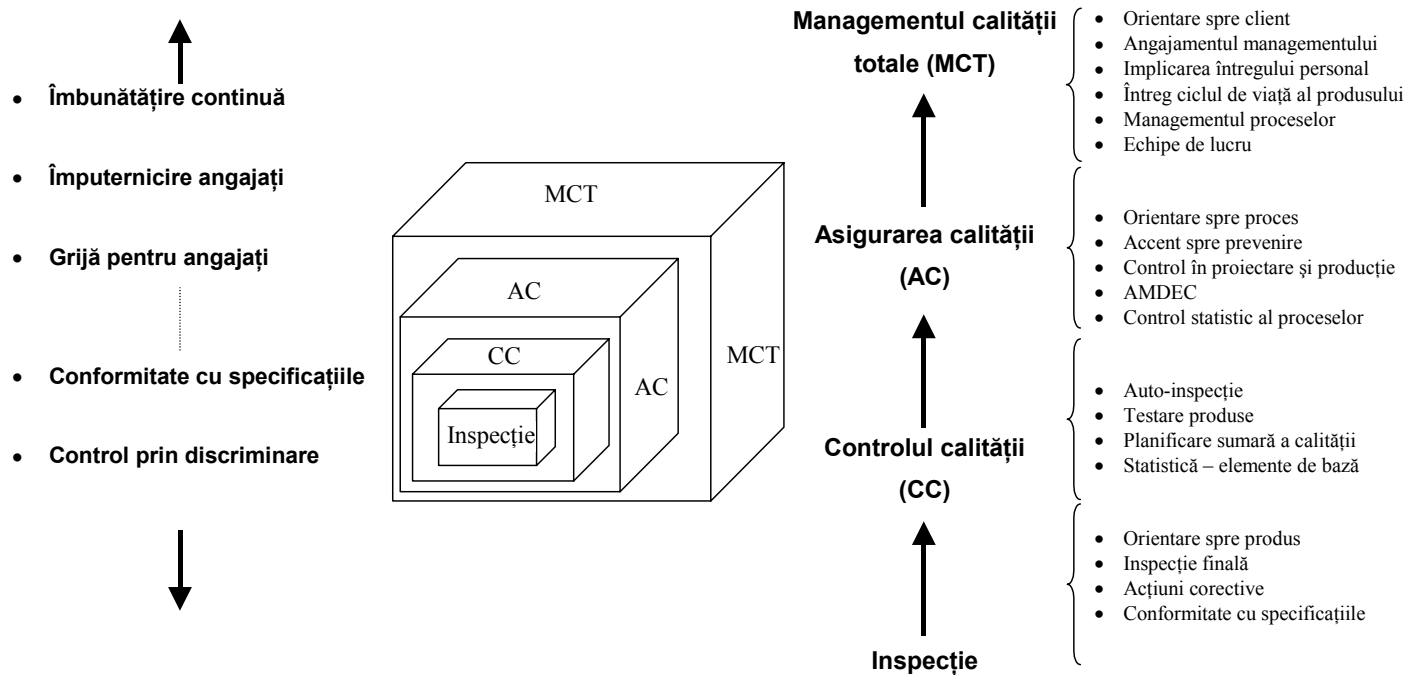 • Îmbunătățire continuă
• Împuternicire angajați
• Grijă pentru angajați
• Conformitate cu specificațiile
• Control prin discriminare
MCT
AC
CC
Inspecție
AC
MCT
Managementul calității
totale (MCT)
Asigurarea calității
(AC)
Controlul calității
(CC)
Inspecție
• Orientare spre client
• Angajamentul managementului
• Implicarea întregului personal
• Întreg ciclul de viață al produsului
• Managementul proceselor
• Echipe de lucru
• Orientare spre proces
• Accent spre prevenire
• Control în proiectare şi producție
• AMDEC
• Control statistic al proceselor
• Auto-inspecție
• Testare produse
• Planificare sumară a calității
• Statistică – elemente de bază
• Orientare spre produs
• Inspecție finală
• Acțiuni corective
• Conformitate cu specificațiile